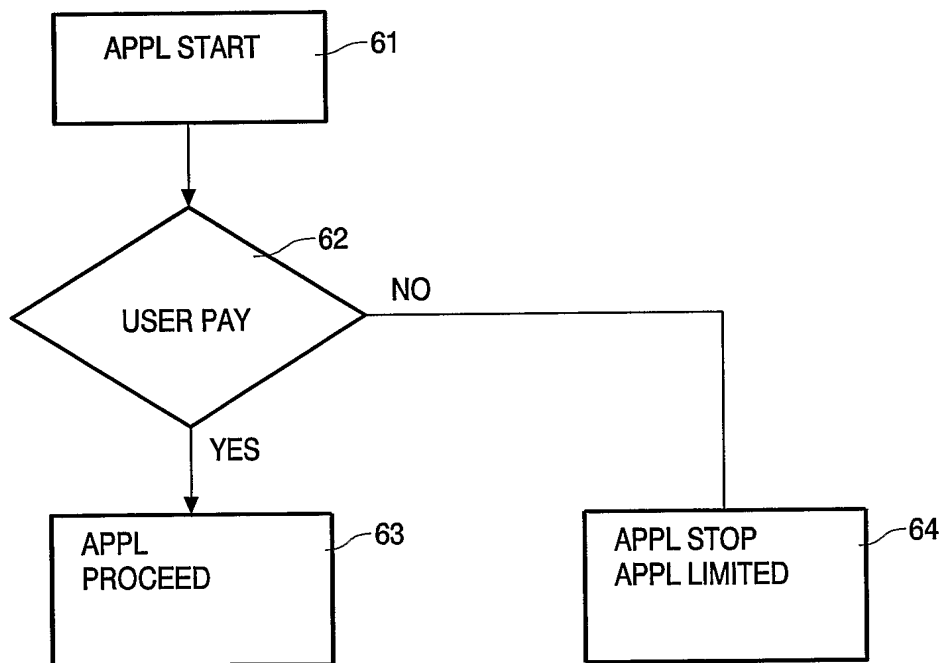 APPL START
61
62
NO
USER PAY
YES
APPL
PROCEED
63
APPL STOP
APPL LIMITED
64